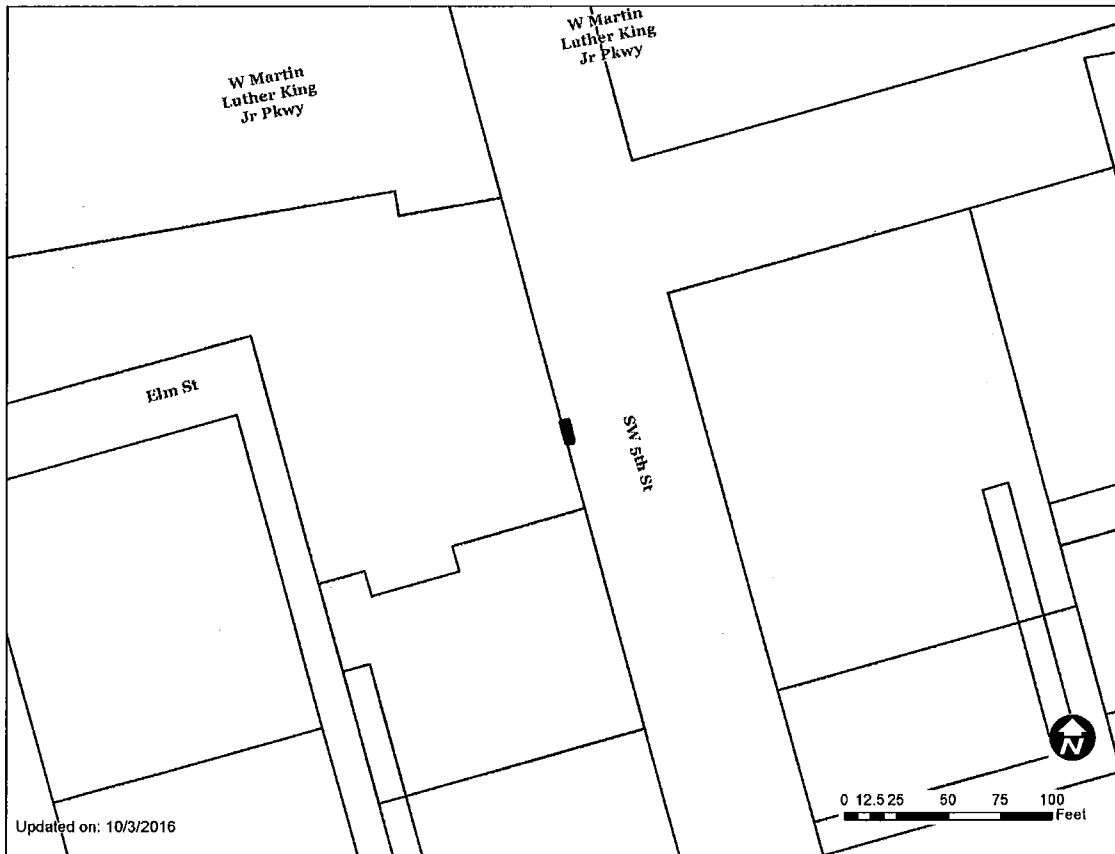 W Martin
Luther King
Jr Pkwy
W Martin
Luther King
Jr Pkwy
Elm St
SW 5th St
N
0 12.5 25 50 75 100
Feet
Updated on: 10/3/2016